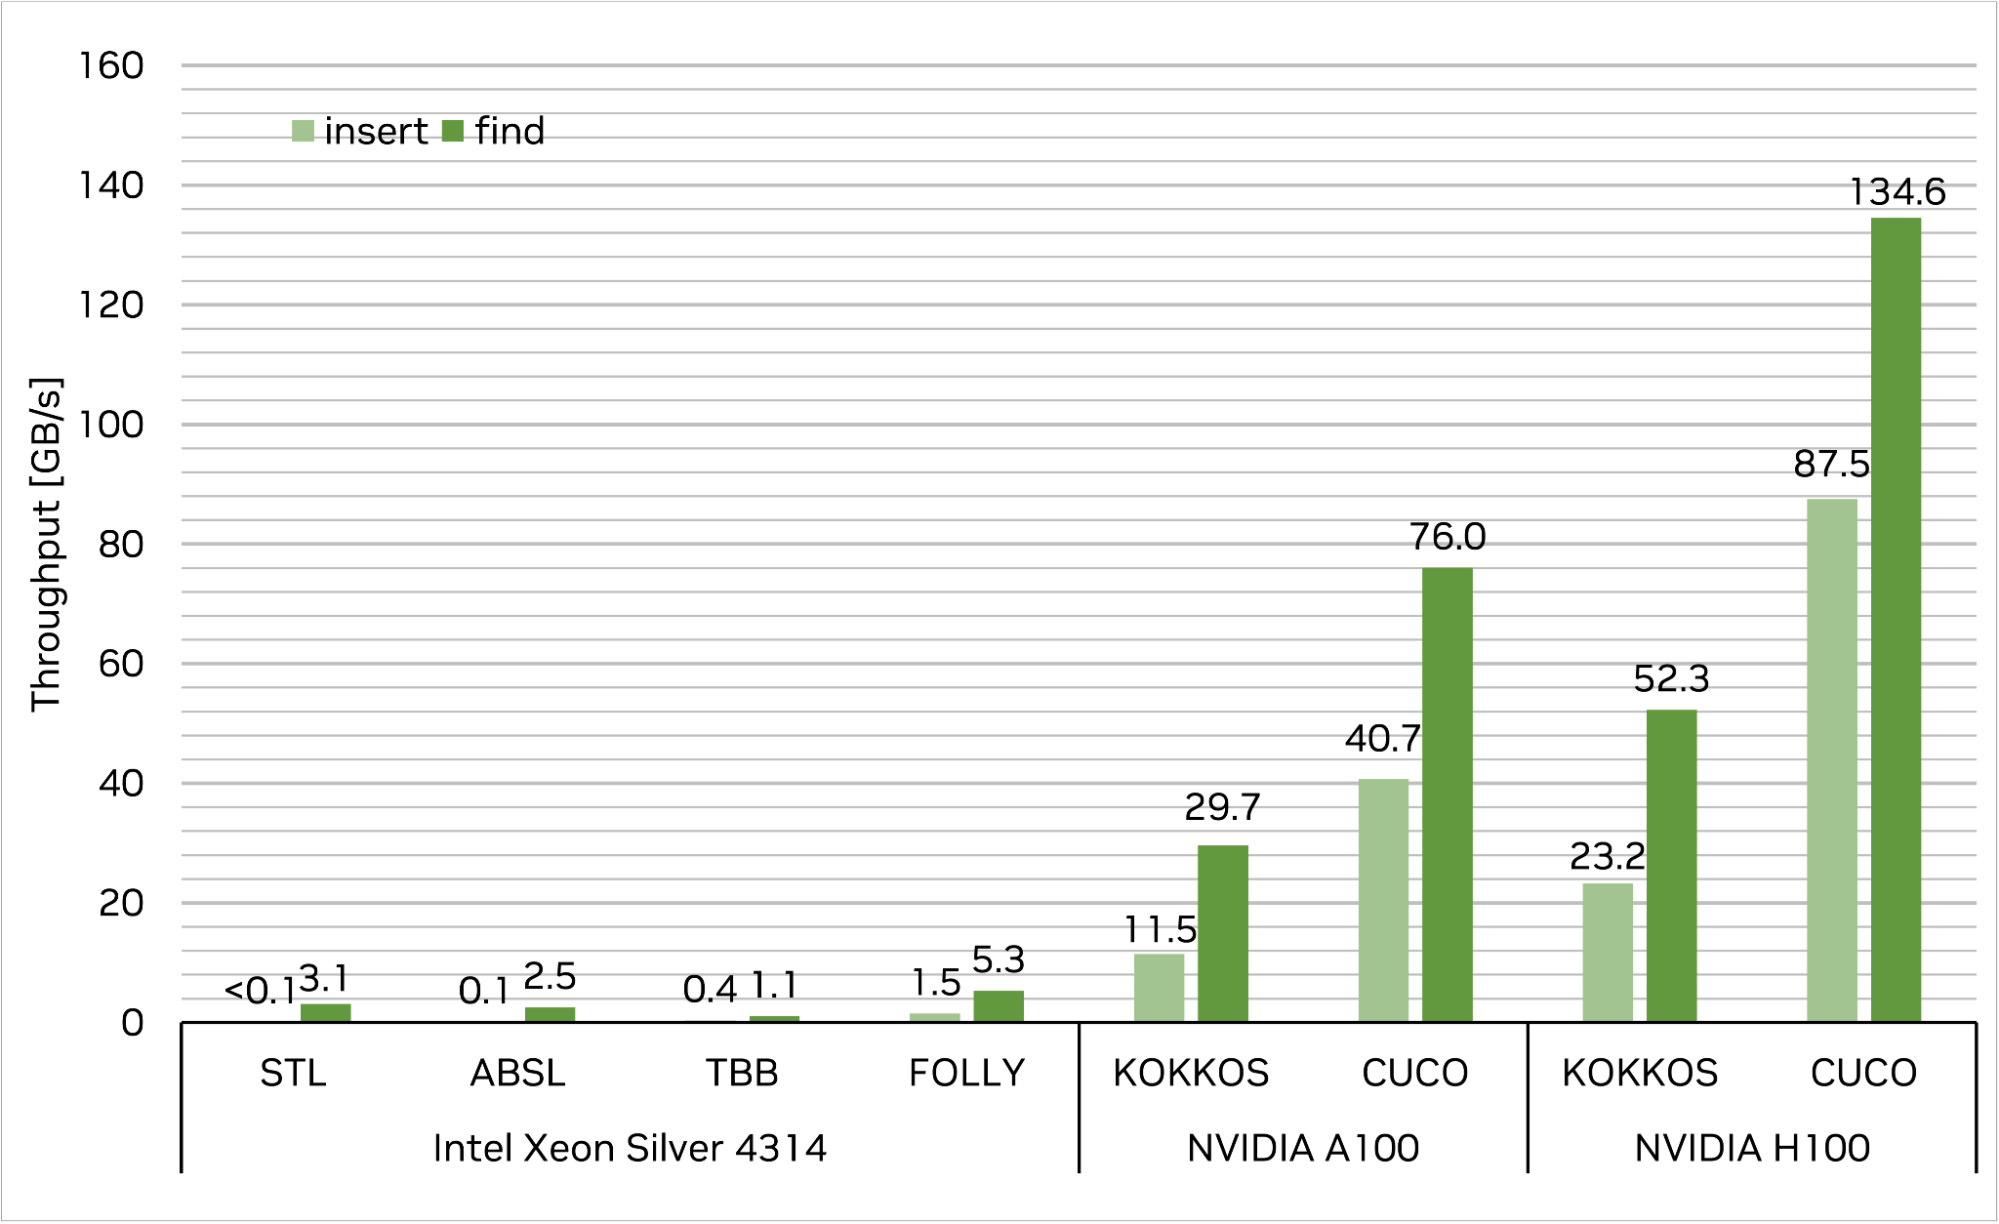 Throughput [GB/s]
160
140
120
100
80
60
40
20
0
insert find
<0.1 3.1 0.1 2.5 0.4 1.1 1.5 5.3 11.5 29.7 40.7 76.0 23.2 52.3 87.5 134.6
STL ABSL TBB FOLLY KOKKOS CUCO KOKKOS CUCO
Intel Xeon Silver 4314 NVIDIA A100 NVIDIA H100